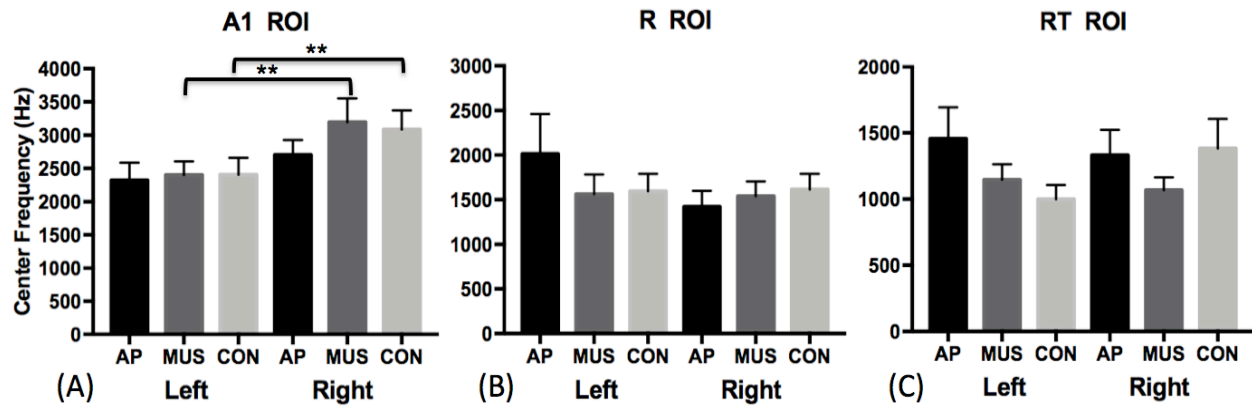 A1 ROI
R ROI
RT ROI
**
**
Center Frequency (Hz)
4000
3500
3000
2500
2000
1500
1000
500
0
AP MUS CON AP MUS CON
(A) Left Right
3000
2500
2000
1500
1000
500
0
AP MUS CON AP MUS CON
(B) Left Right
2000
1500
1000
500
0
AP MUS CON AP MUS CON
(C) Left Right